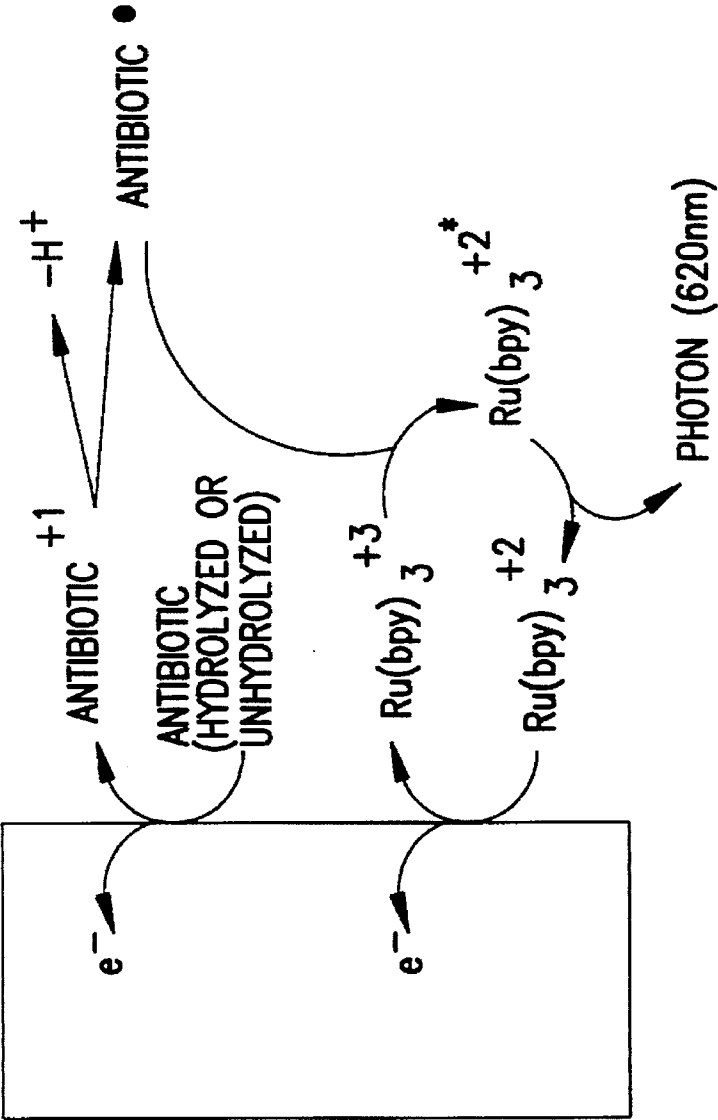 e⁻
ANTIBIOTIC +1
-H+
ANTIBIOTIC •
ANTIBIOTIC
(HYDROLYZED OR
UNHYDROLYZED)
e⁻
Ru(bpy)3 +3
Ru(bpy)3 +2*
Ru(bpy)3 +2
PHOTON (620nm)